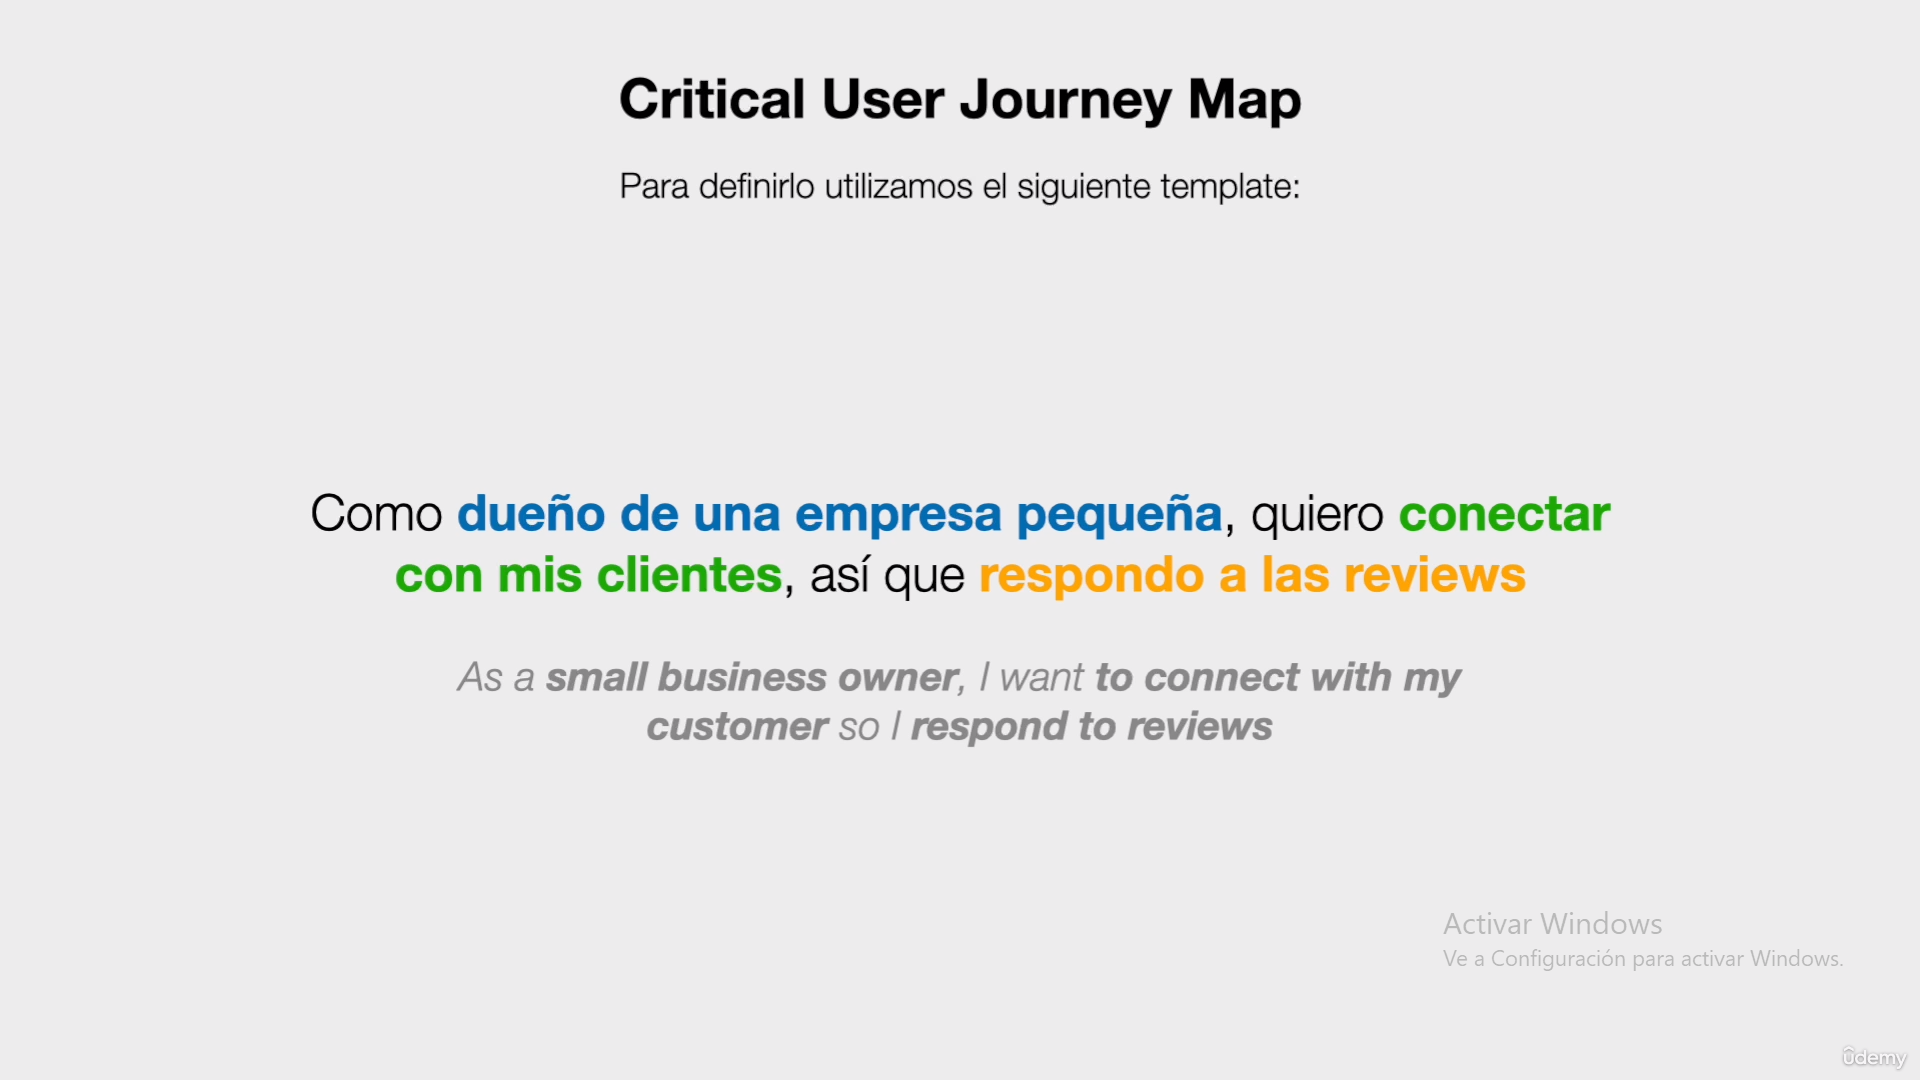 Critical User Journey Map
Para definirlo utilizamos el siguiente template:
Como dueño de una empresa pequeña, quiero conectar
con mis clientes, así que respondo a las reviews
As a small business owner, I want to connect with my
customer so I respond to reviews
Activar Windows
Ve a Configuración para activar Windows.
ûdemy